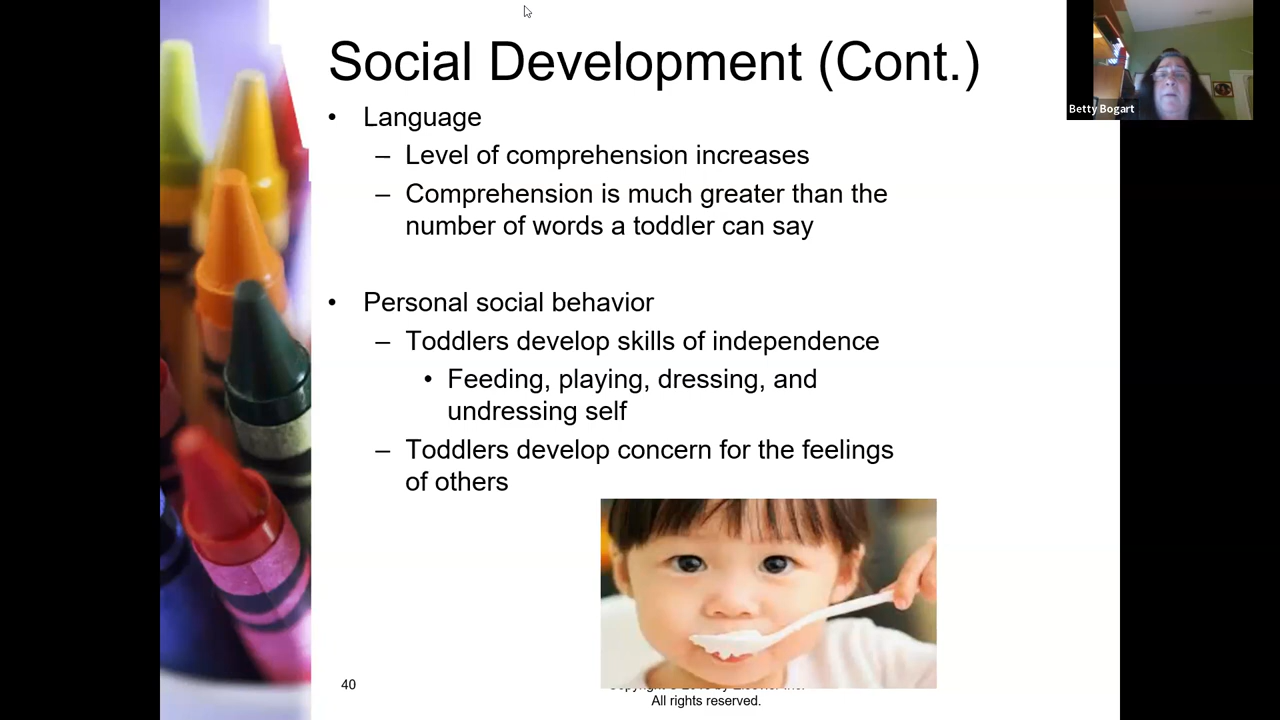 Social Development (Cont.)
Betty Bogart
• Language
– Level of comprehension increases
– Comprehension is much greater than the
number of words a toddler can say
• Personal social behavior
– Toddlers develop skills of independence
• Feeding, playing, dressing, and
undressing self
– Toddlers develop concern for the feelings
of others
40
All rights reserved.